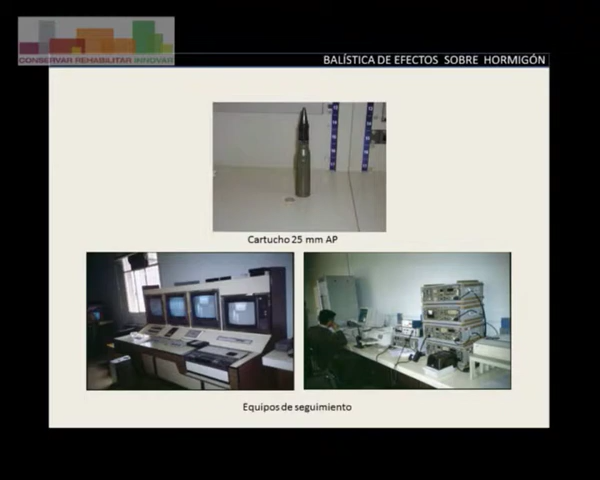 CONSERVAR REHABILITAR INNOVAR
BALÍSTICA DE EFECTOS SOBRE HORMIGÓN
Cartucho 25 mm AP
Equipos de seguimiento